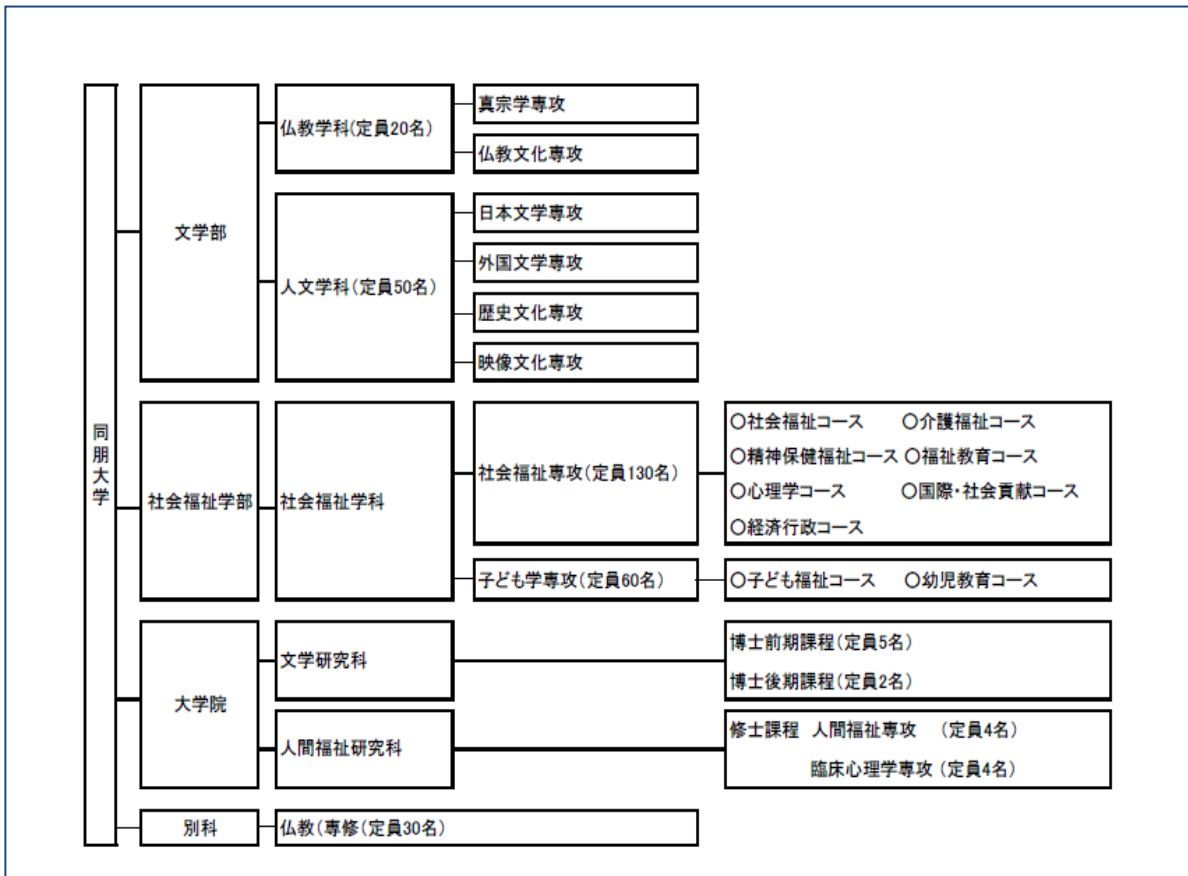 同朋大学
文学部
仏教学科(定員20名)
真宗学専攻
仏教文化専攻
人文学科(定員50名)
日本文学専攻
外国文学専攻
歴史文化専攻
映像文化専攻
社会福祉学部
社会福祉学科
社会福祉専攻(定員130名)
○社会福祉コース ○介護福祉コース
○精神保健福祉コース ○福祉教育コース
○心理学コース ○国際・社会貢献コース
○経済行政コース
子ども学専攻(定員60名)
○子ども福祉コース ○幼児教育コース
大学院
文学研究科
博士前期課程(定員5名)
博士後期課程(定員2名)
人間福祉研究科
修士課程 人間福祉専攻 (定員4名)
臨床心理学専攻 (定員4名)
別科
仏教(専修(定員30名)